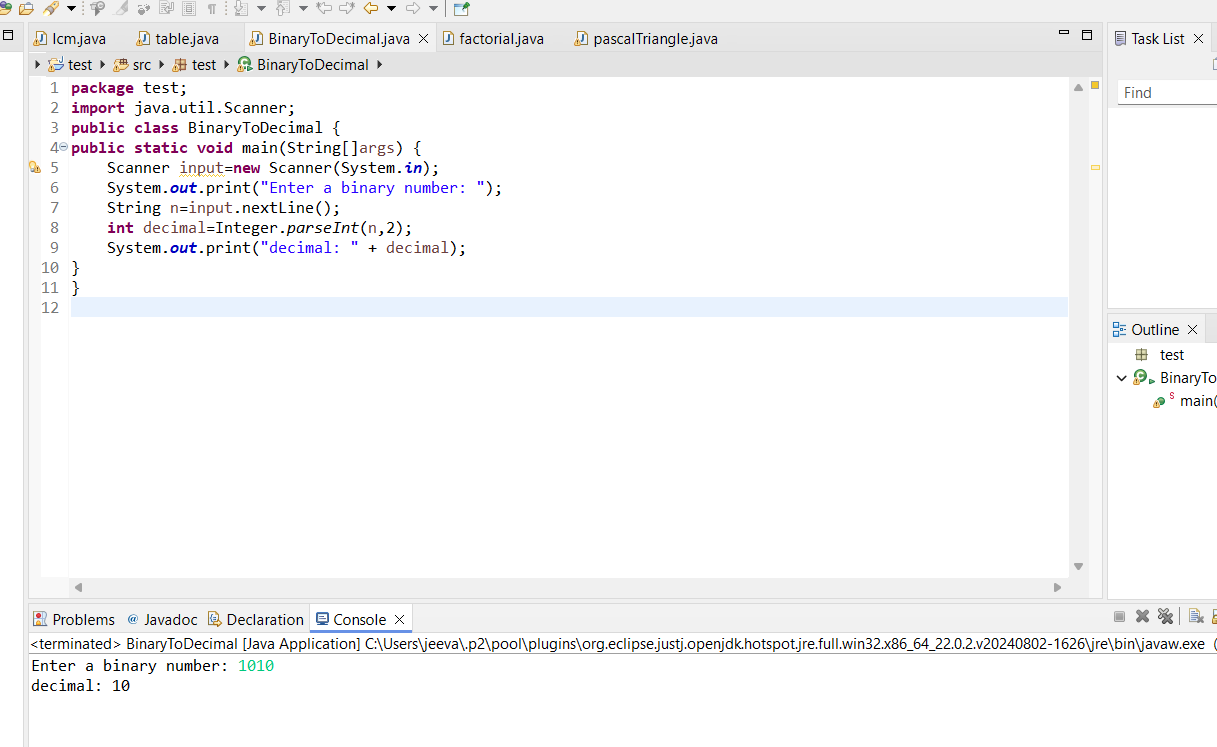 lcm.java table.java BinaryToDecimal.java factorial.java pascalTriangle.java
Task List
test src test BinaryToDecimal
Find
1 package test;
2 import java.util.Scanner;
3 public class BinaryToDecimal {
4 public static void main(String[]args) {
5     Scanner input=new Scanner(System.in);
6     System.out.print("Enter a binary number: ");
7     String n=input.nextLine();
8     int decimal=Integer.parseInt(n,2);
9     System.out.print("decimal: " + decimal);
10 }
11 }
12
Outline
test
BinaryTo
main(
Problems @ Javadoc Declaration Console
<terminated> BinaryToDecimal [Java Application] C:\Users\jeeva\.p2\pool\plugins\org.eclipse.justj.openjdk.hotspot.jre.full.win32.x86_64_22.0.2.v20240802-1626\jre\bin\javaw.exe (
Enter a binary number: 1010
decimal: 10